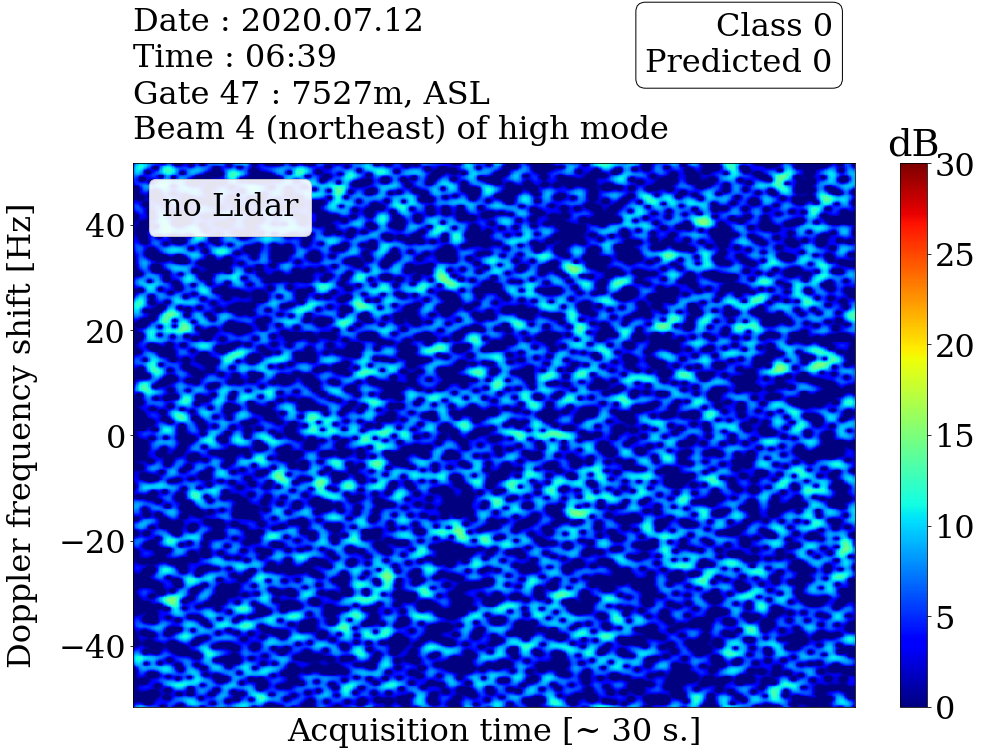 Date : 2020.07.12
Time : 06:39
Gate 47 : 7527m, ASL
Beam 4 (northeast) of high mode
Class 0
Predicted 0
dB
no Lidar
Doppler frequency shift [Hz]
40
20
0
−20
−40
Acquisition time [~ 30 s.]
30
25
20
15
10
5
0